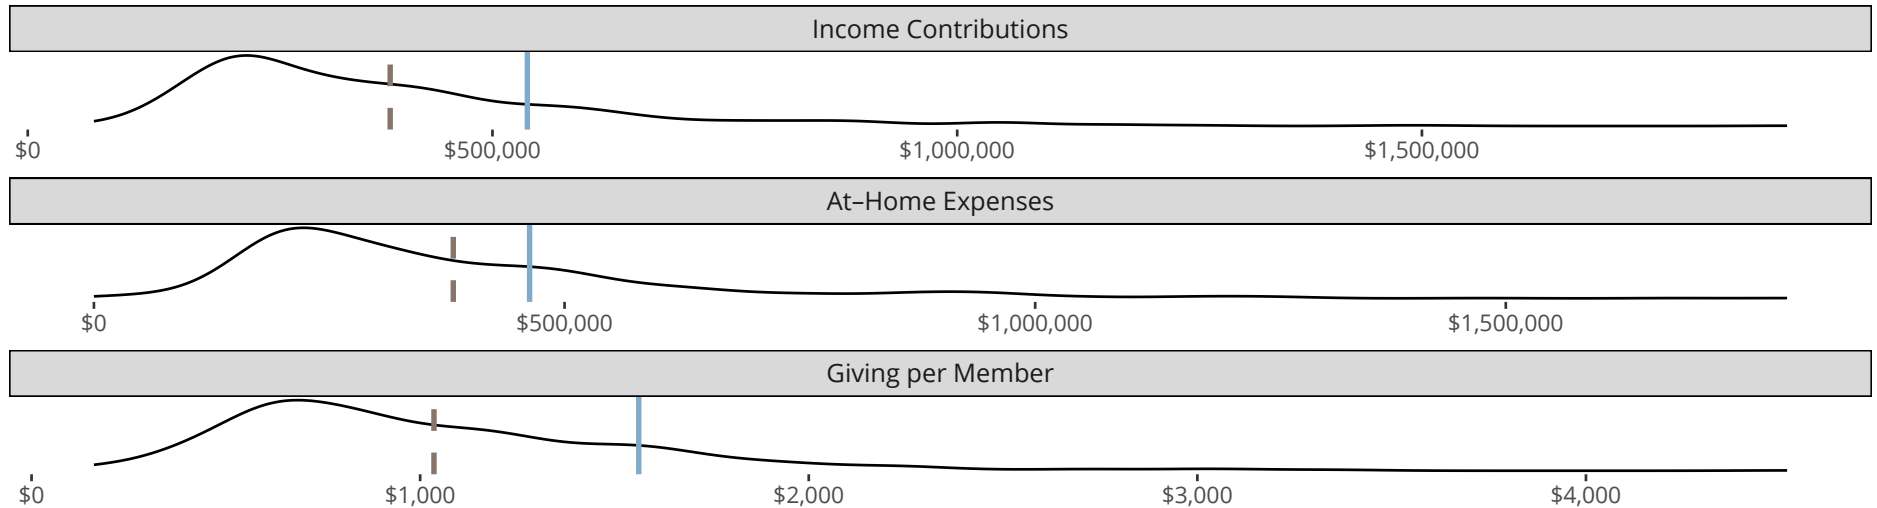 Income Contributions
$0 $500,000 $1,000,000 $1,500,000
At–Home Expenses
$0 $500,000 $1,000,000 $1,500,000
Giving per Member
$0 $1,000 $2,000 $3,000 $4,000